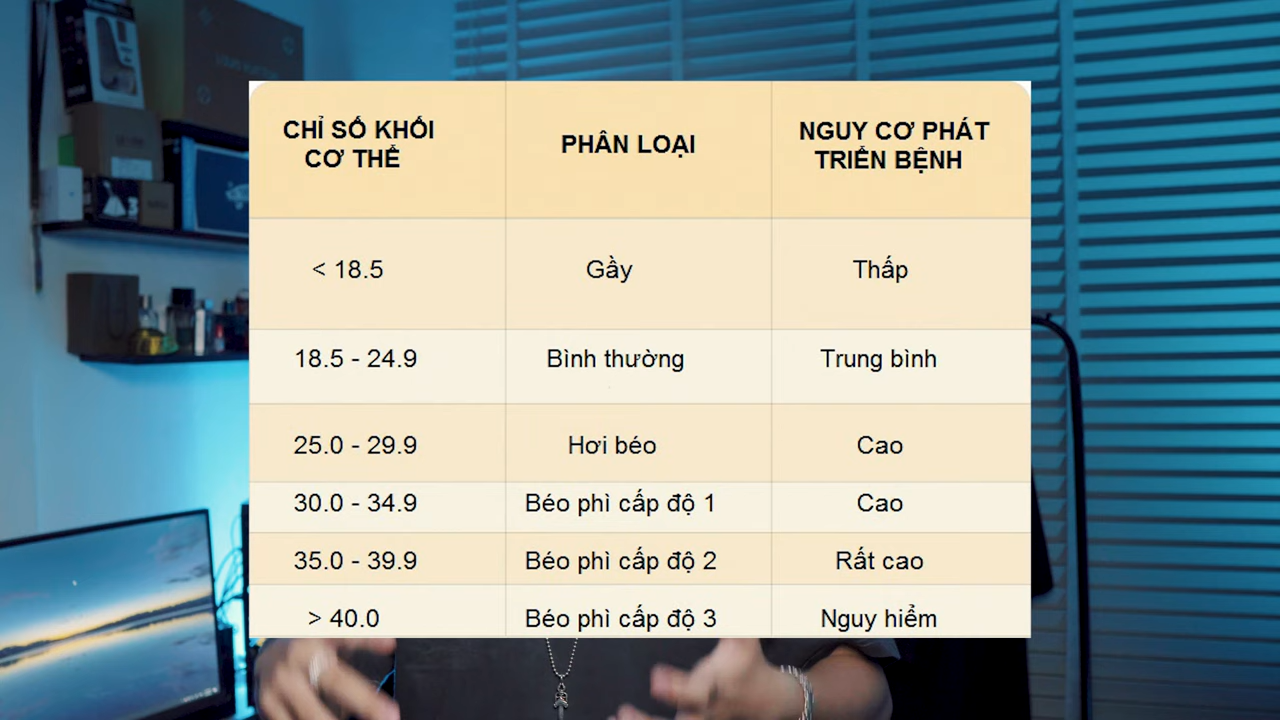 CHỈ SỐ KHỐI
CƠ THỂ
PHÂN LOẠI
NGUY CƠ PHÁT
TRIỂN BỆNH
< 18.5
Gầy
Thấp
18.5 - 24.9
Bình thường
Trung bình
25.0 - 29.9
Hơi béo
Cao
30.0 - 34.9
Béo phì cấp độ 1
Cao
35.0 - 39.9
Béo phì cấp độ 2
Rất cao
> 40.0
Béo phì cấp độ 3
Nguy hiểm